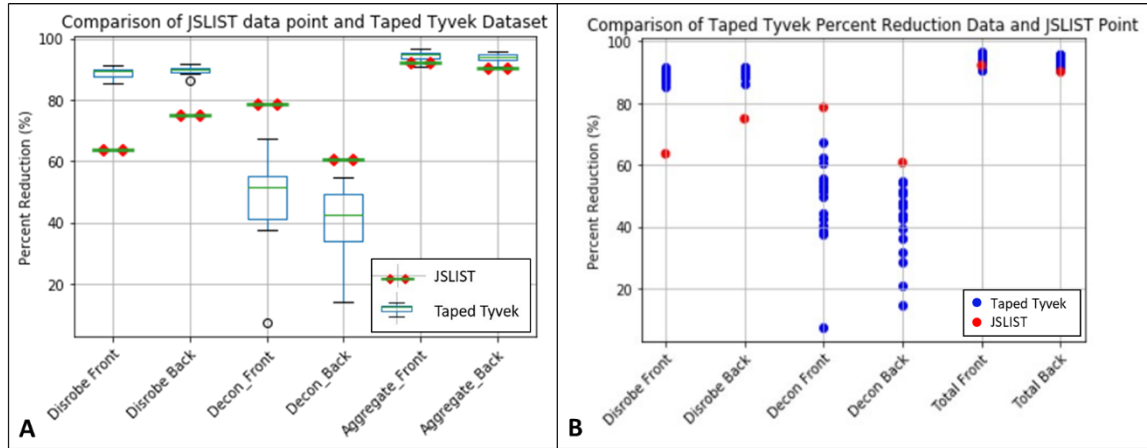 Comparison of JSLIST data point and Taped Tyvek Dataset
100
80
60
40
20
Percent Reduction (%)
JSLIST
Taped Tyvek
Disrobe Front
Disrobe Back
Decon_Front
Decon_Back
Aggregate_Front
Aggregate_Back
A
Comparison of Taped Tyvek Percent Reduction Data and JSLIST Point
100
80
60
40
20
Percent Reduction (%)
Taped Tyvek
JSLIST
Disrobe Front
Disrobe Back
Decon Front
Decon Back
Total Front
Total Back
B